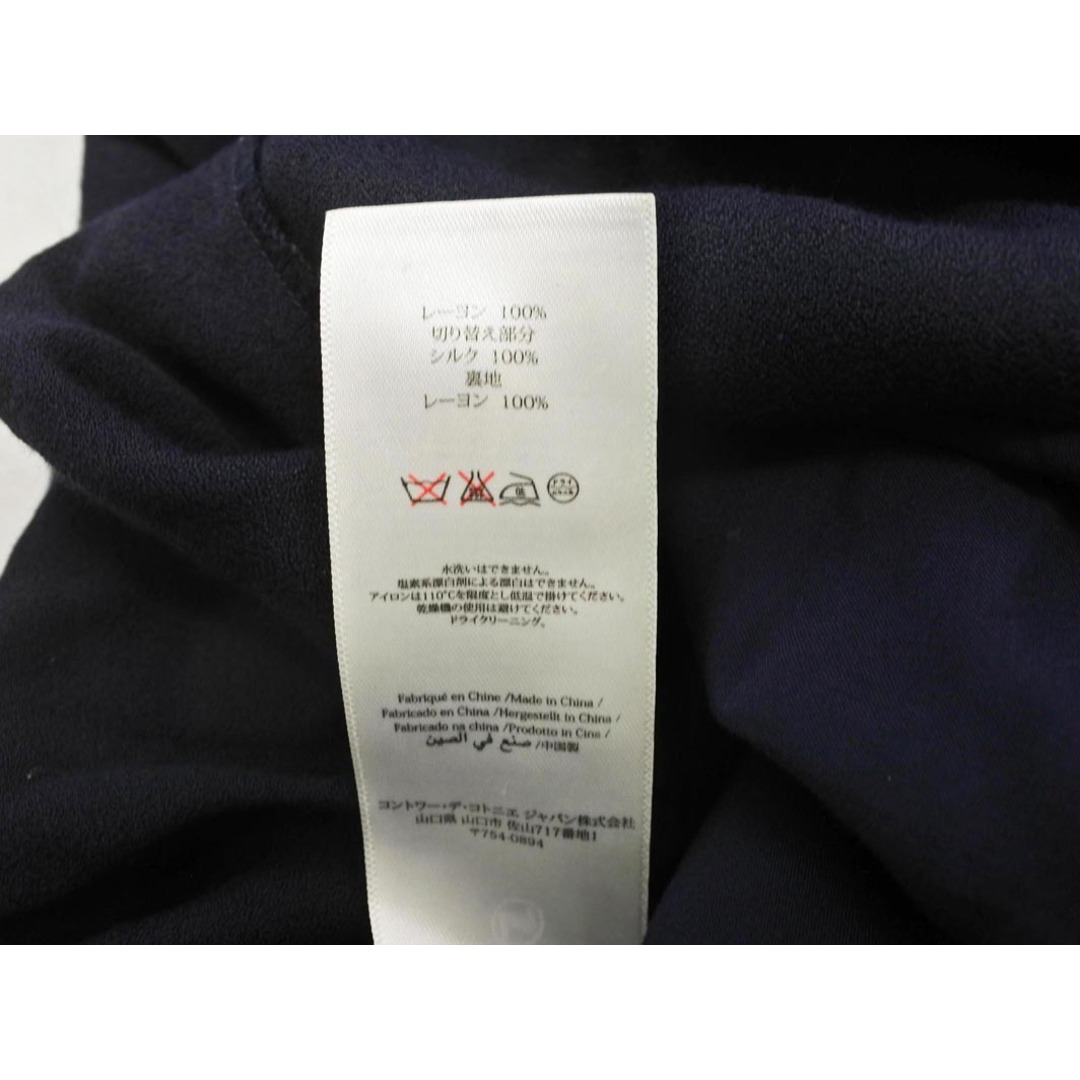 レーヨン 100%
切り替え部分
シルク 100%
裏地
レーヨン 100%
低 ドライ
水洗いはできません。
塩素系漂白剤による漂白はできません。
アイロンは110℃を限度とし低温で掛けてください。
乾燥機の使用は避けてください。
ドライクリーニング。
Fabriqué en Chine /Made in China /
Fabricado en China /Hergestellt in China /
Fabricado na china /Prodotto in Cina /
صنع في الصين /中国製
コントワー・デ・コトニエ ジャパン株式会社
山口県 山口市 佐山717番地1
〒754-0894